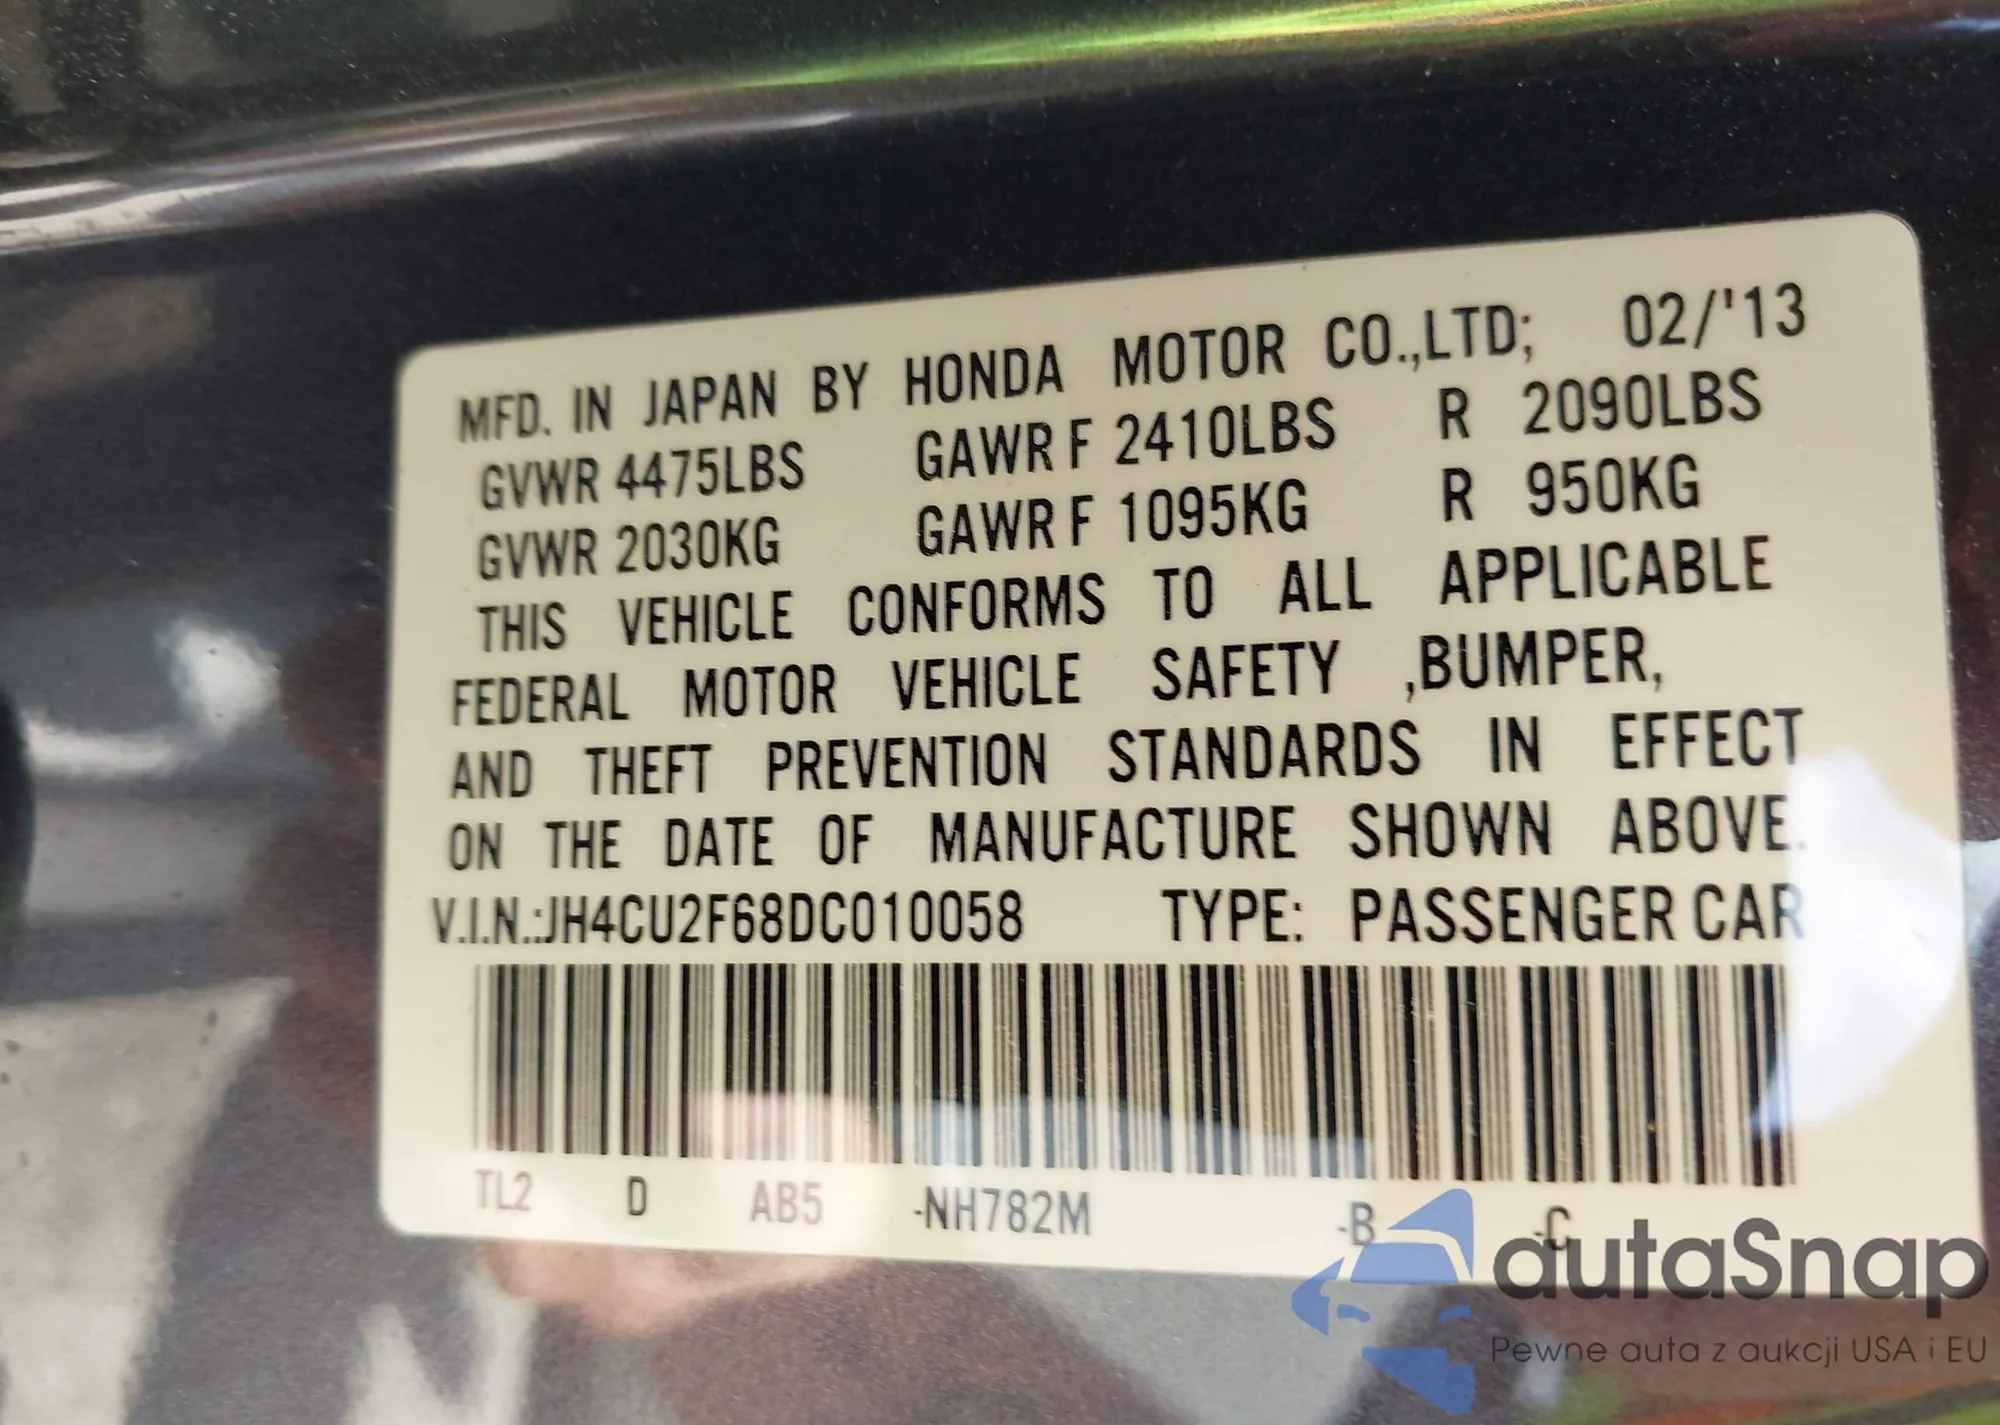 MFD. IN JAPAN BY HONDA MOTOR CO.,LTD; 02/'13
GVWR 4475LBS GAWR F 2410LBS R 2090LBS
GVWR 2030KG GAWR F 1095KG R 950KG
THIS VEHICLE CONFORMS TO ALL APPLICABLE
FEDERAL MOTOR VEHICLE SAFETY ,BUMPER,
AND THEFT PREVENTION STANDARDS IN EFFECT
ON THE DATE OF MANUFACTURE SHOWN ABOVE.
V.I.N.:JH4CU2F68DC010058 TYPE: PASSENGER CAR
TL2 D AB5 -NH782M -B -C
autaSnap
Pewne auta z aukcji USA i EU